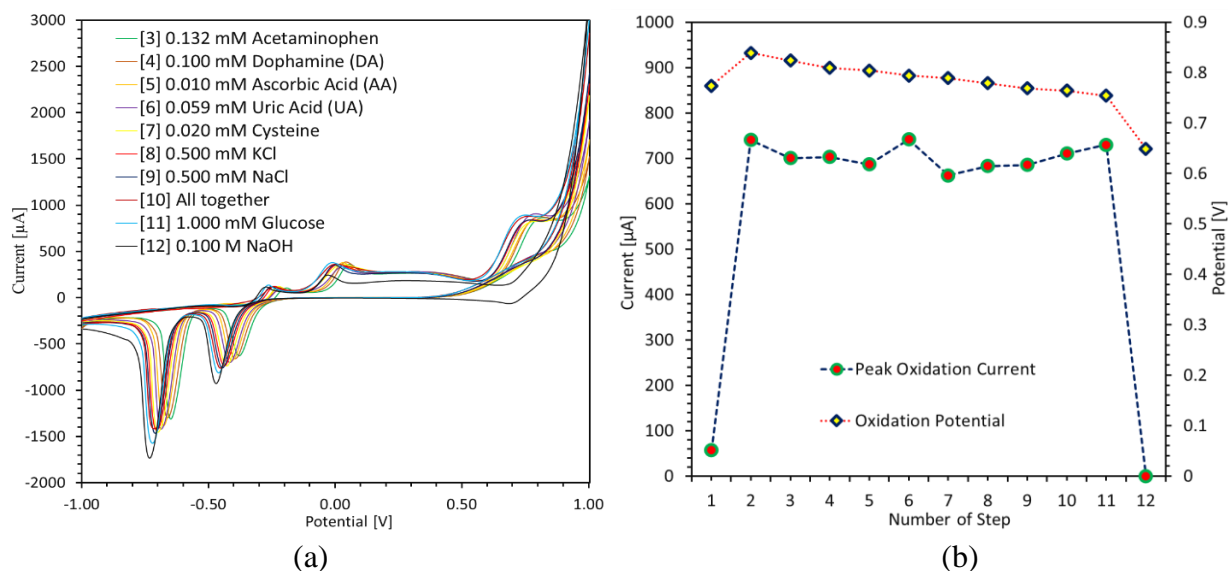 3000
2500
2000
1500
1000
500
0
-500
-1000
-1500
-2000
Current [µA]
[3] 0.132 mM Acetaminophen
[4] 0.100 mM Dophamine (DA)
[5] 0.010 mM Ascorbic Acid (AA)
[6] 0.059 mM Uric Acid (UA)
[7] 0.020 mM Cysteine
[8] 0.500 mM KCl
[9] 0.500 mM NaCl
[10] All together
[11] 1.000 mM Glucose
[12] 0.100 M NaOH
-1.00 -0.50 0.00 0.50 1.00
Potential [V]
(a)
1000
900
800
700
600
500
400
300
200
100
0
Current [µA]
Peak Oxidation Current
Oxidation Potential
0.9
0.8
0.7
0.6
0.5
0.4
0.3
0.2
0.1
0
Potential [V]
1 2 3 4 5 6 7 8 9 10 11 12
Number of Step
(b)